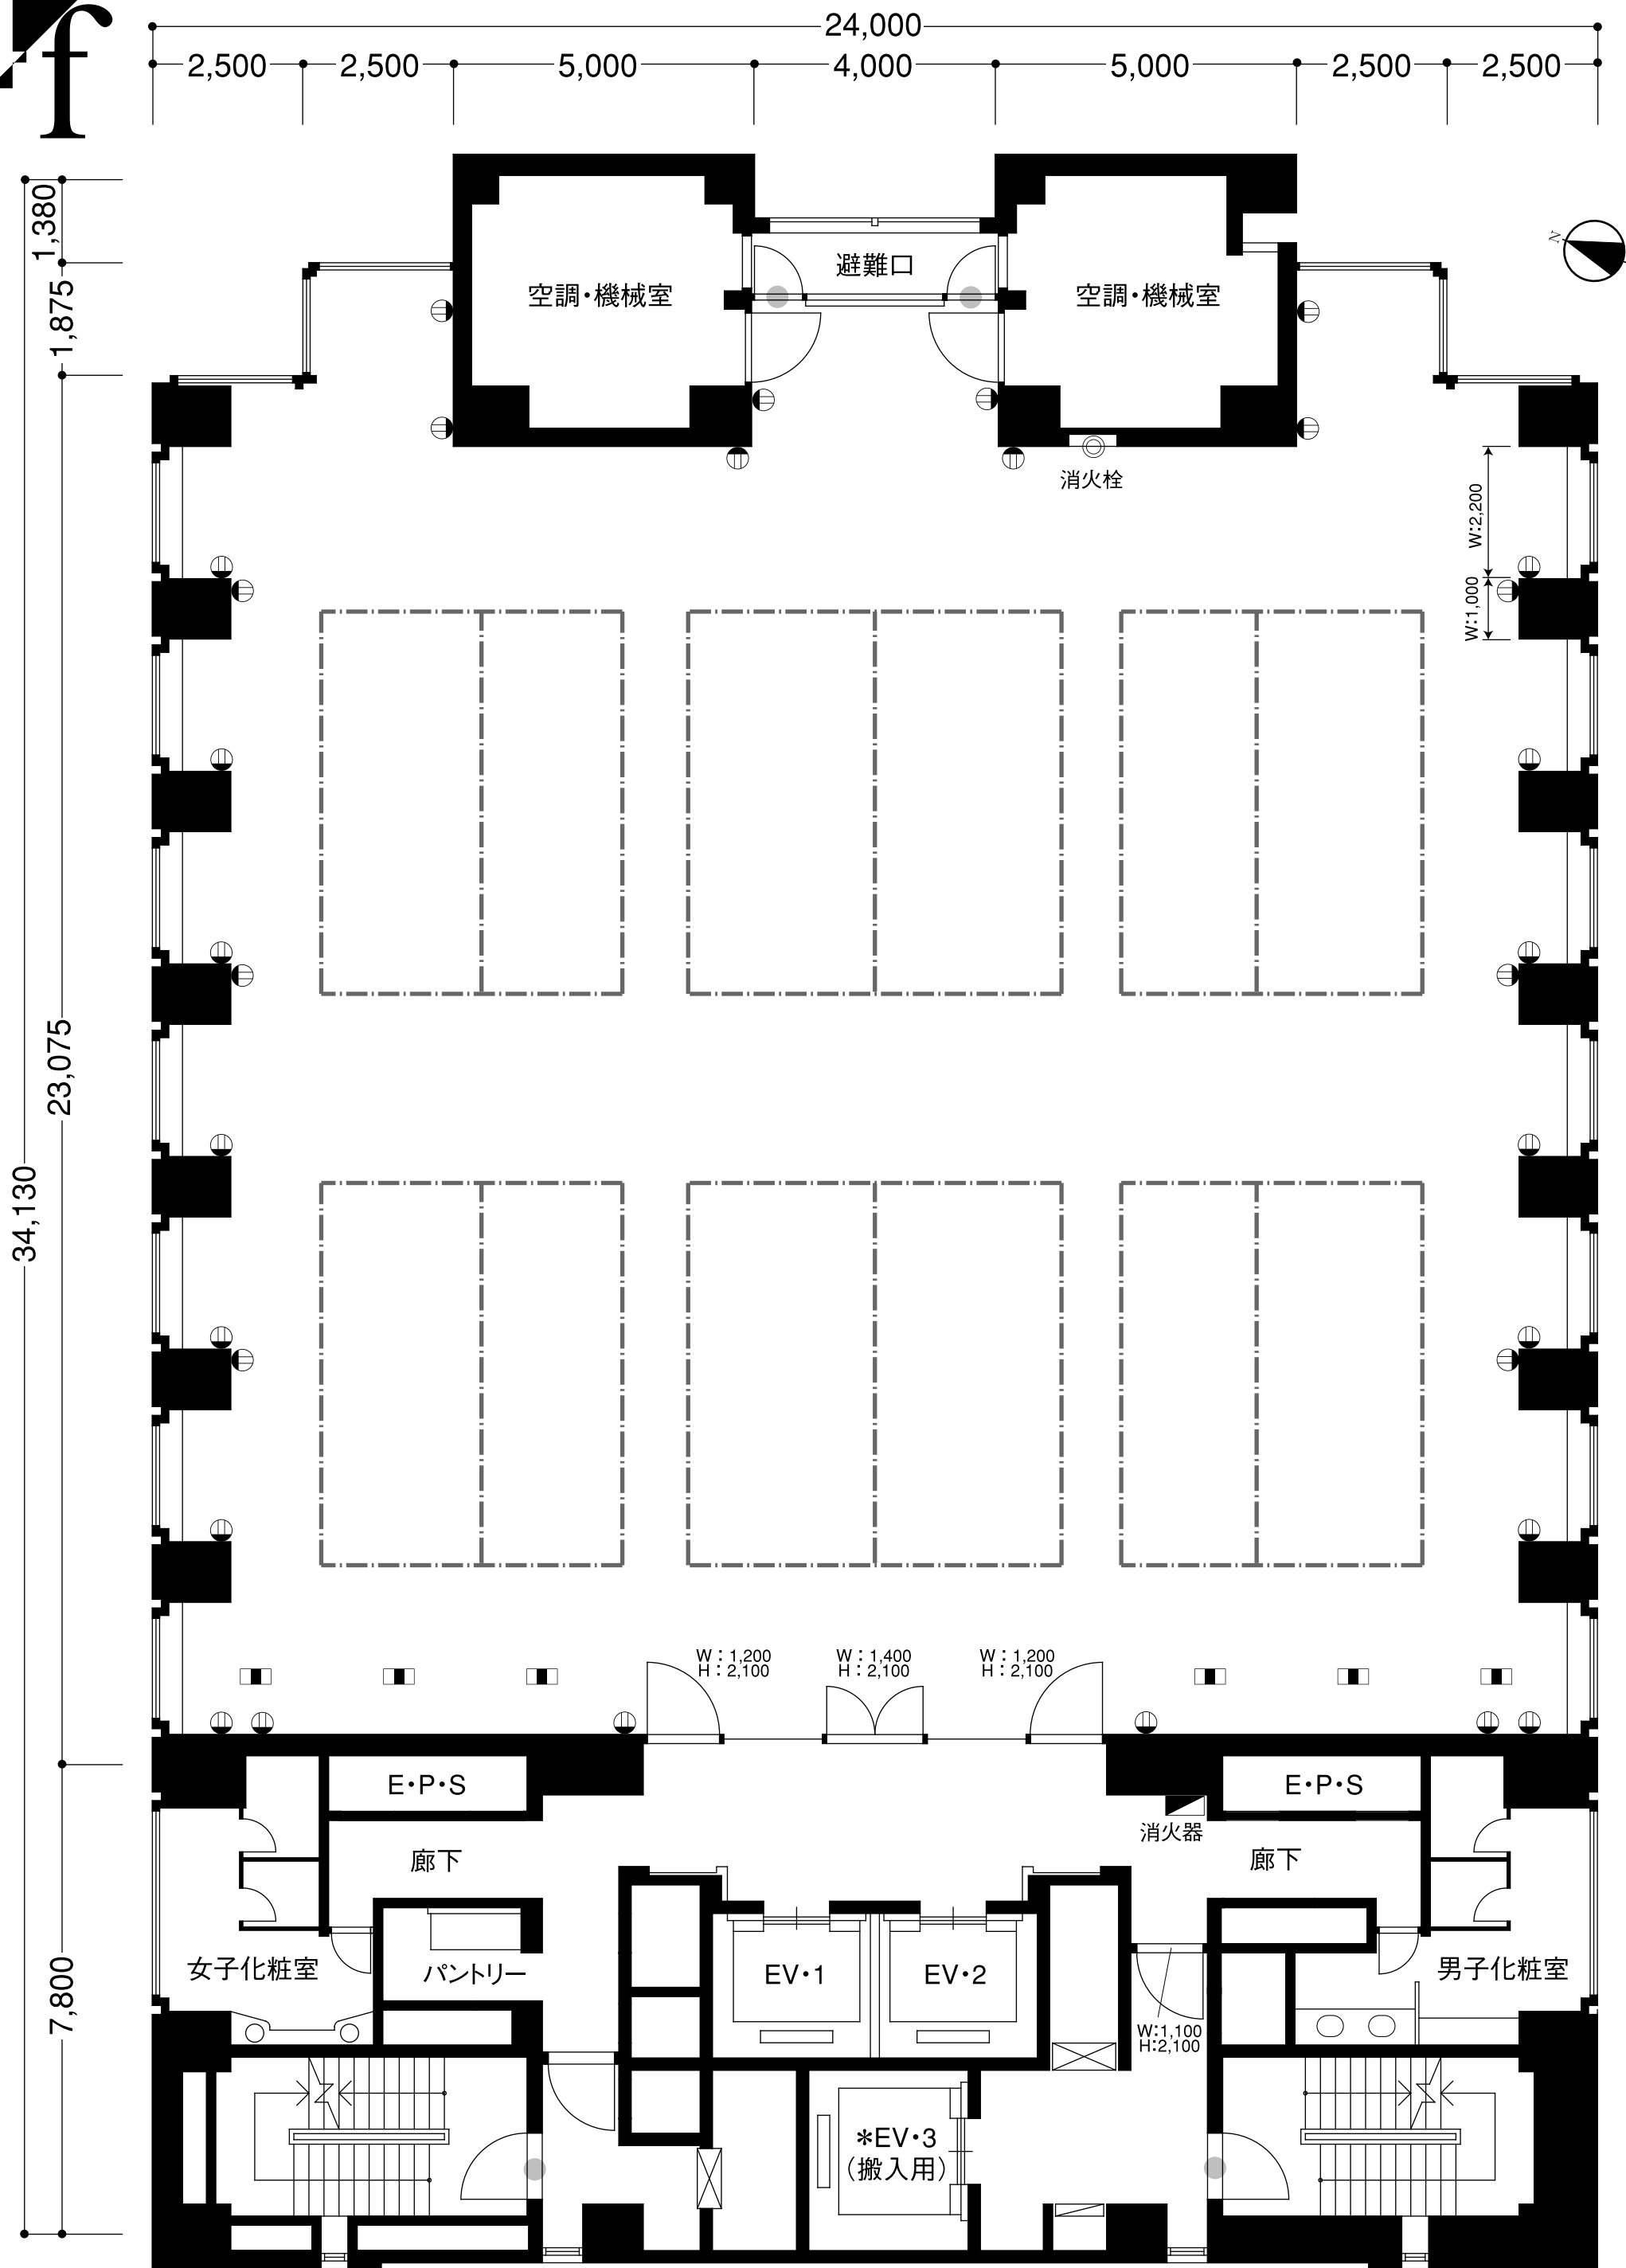 f
24,000
2,500 2,500 5,000 4,000 5,000 2,500 2,500
1,380
1,8775
23,075
34,130
7,800
N
避難口
空調・機械室
空調・機械室
消火栓
W:2,200
W:1,000
W：1,200
H：2,100
W：1,400
H：2,100
W：1,200
H：2,100
E・P・S
E・P・S
消火器
廊下
廊下
女子化粧室
パントリー
EV・1
EV・2
男子化粧室
W:1,100
H:2,100
＊EV・3
（搬入用）